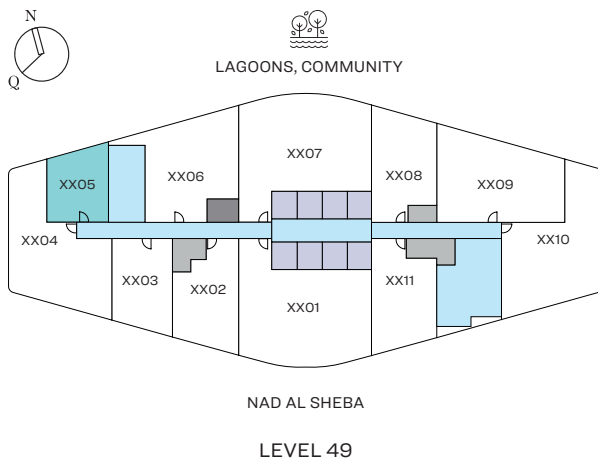 N
Q
LAGOONS, COMMUNITY
XX07
XX06
XX08
XX05
XX09
XX04
XX10
XX03
XX02
XX01
XX11
NAD AL SHEBA
LEVEL 49